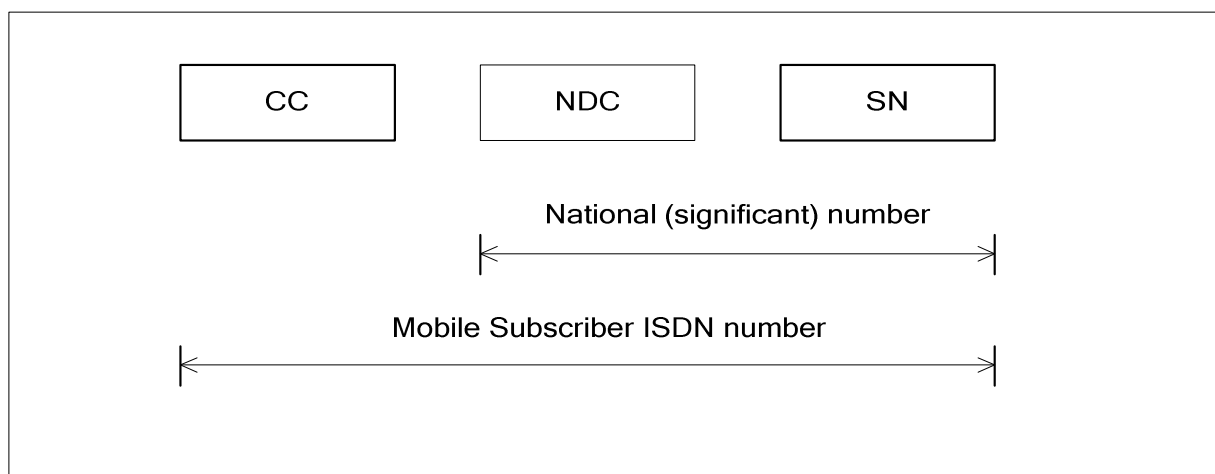 CC NDC SN
National (significant) number
Mobile Subscriber ISDN number